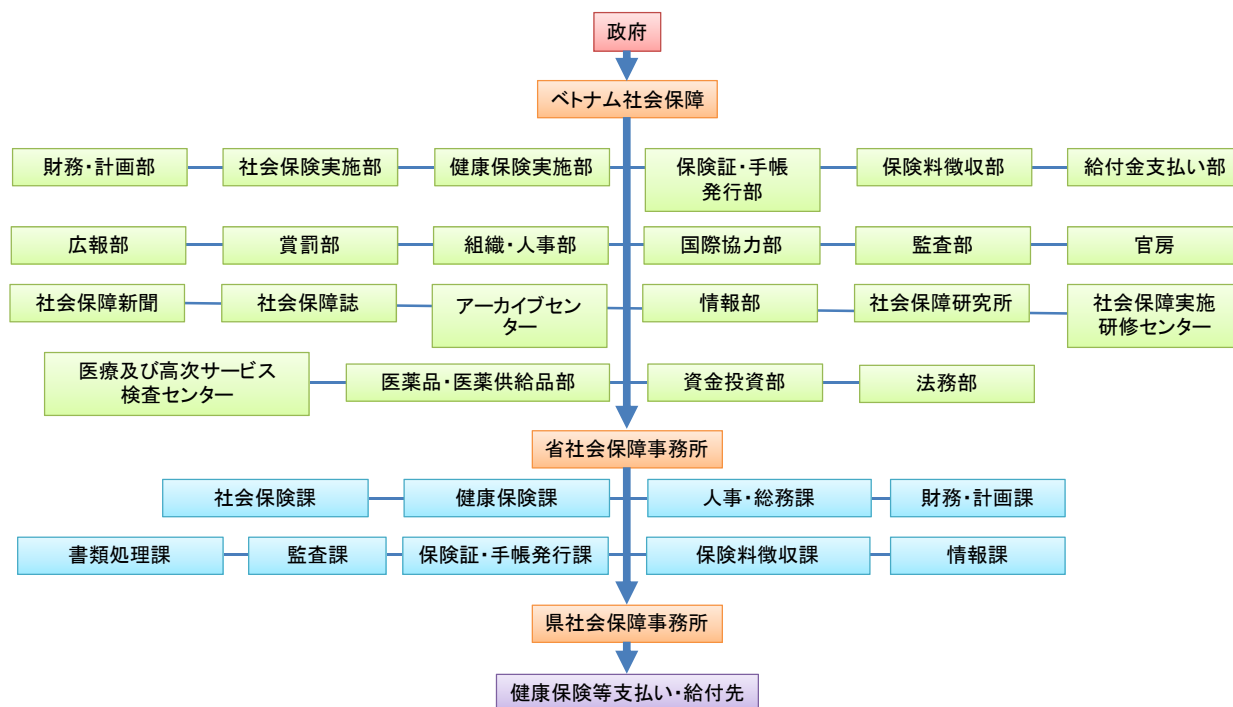 政府
ベトナム社会保障
財務・計画部
社会保険実施部
健康保険実施部
保険証・手帳
発行部
保険料徴収部
給付金支払い部
広報部
賞罰部
組織・人事部
国際協力部
監査部
官房
社会保障新聞
社会保障誌
アーカイブセン
ター
情報部
社会保障研究所
社会保障実施
研修センター
医療及び高次サービス
検査センター
医薬品・医薬供給品部
資金投資部
法務部
省社会保障事務所
社会保険課
健康保険課
人事・総務課
財務・計画課
書類処理課
監査課
保険証・手帳発行課
保険料徴収課
情報課
県社会保障事務所
健康保険等支払い・給付先